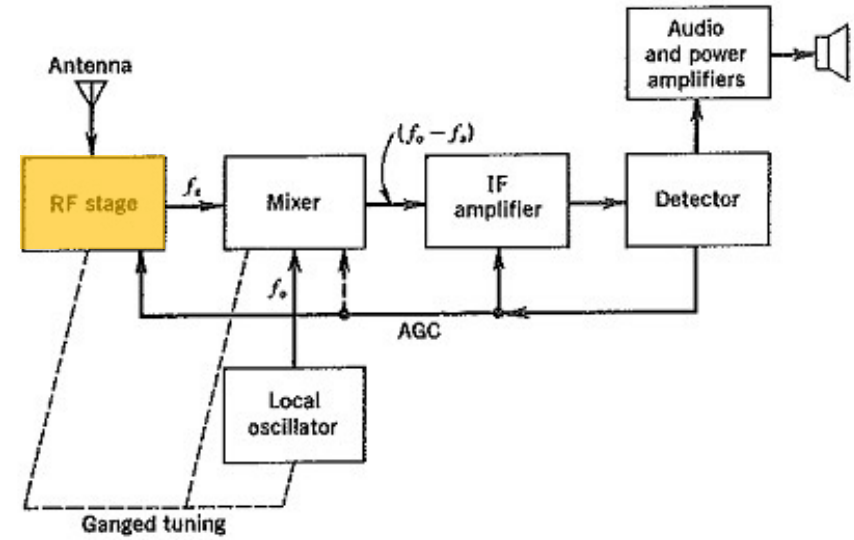 Audio
and power
amplifiers
Antenna
(fₒ – fₛ)
RF stage
fₛ
Mixer
IF
amplifier
Detector
fₒ
AGC
Local
oscillator
Ganged tuning